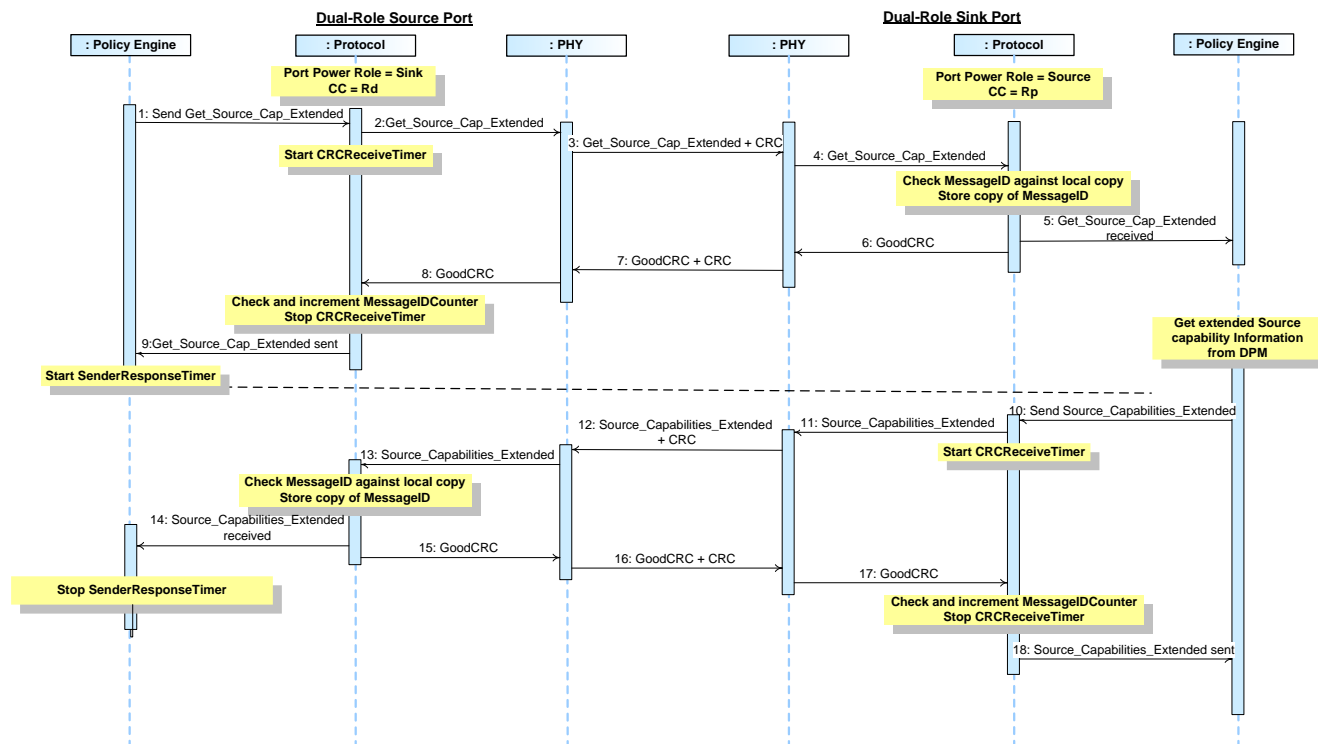 Dual-Role Source Port
Dual-Role Sink Port
: Policy Engine
: Protocol
: PHY
: PHY
: Protocol
: Policy Engine
Port Power Role = Sink
CC = Rd
Port Power Role = Source
CC = Rp
1: Send Get_Source_Cap_Extended
2:Get_Source_Cap_Extended
Start CRCReceiveTimer
3: Get_Source_Cap_Extended + CRC
4: Get_Source_Cap_Extended
Check MessageID against local copy
Store copy of MessageID
5: Get_Source_Cap_Extended
received
6: GoodCRC
7: GoodCRC + CRC
8: GoodCRC
Check and increment MessageIDCounter
Stop CRCReceiveTimer
9:Get_Source_Cap_Extended sent
Start SenderResponseTimer
Get extended Source
capability Information
from DPM
10: Send Source_Capabilities_Extended
11: Source_Capabilities_Extended
Start CRCReceiveTimer
12: Source_Capabilities_Extended
+ CRC
13: Source_Capabilities_Extended
Check MessageID against local copy
Store copy of MessageID
14: Source_Capabilities_Extended
received
15: GoodCRC
16: GoodCRC + CRC
17: GoodCRC
Stop SenderResponseTimer
Check and increment MessageIDCounter
Stop CRCReceiveTimer
18: Source_Capabilities_Extended sent